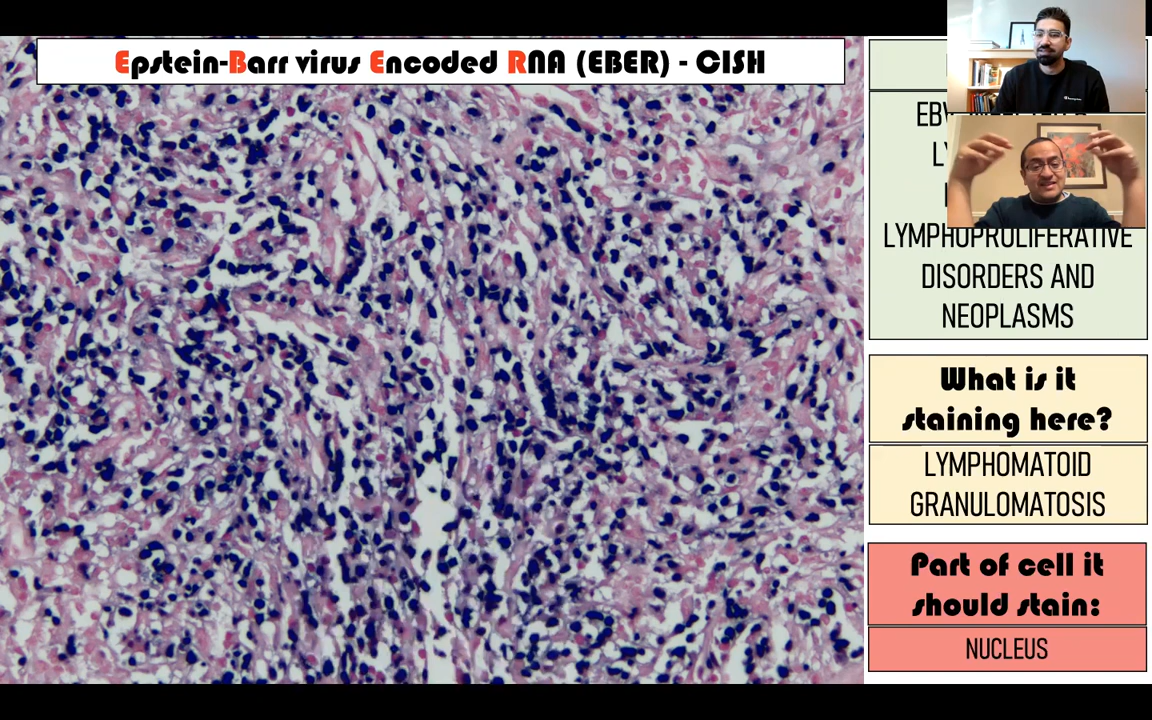 Epstein-Barr virus Encoded RNA (EBER) - CISH
LYMPHOPROLIFERATIVE
DISORDERS AND
NEOPLASMS
What is it
staining here?
LYMPHOMATOID
GRANULOMATOSIS
Part of cell it
should stain:
NUCLEUS